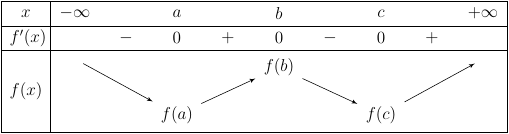 x −∞ a b c +∞
f′(x) − 0 + 0 − 0 +
f(b)
f(x)
f(a) f(c)